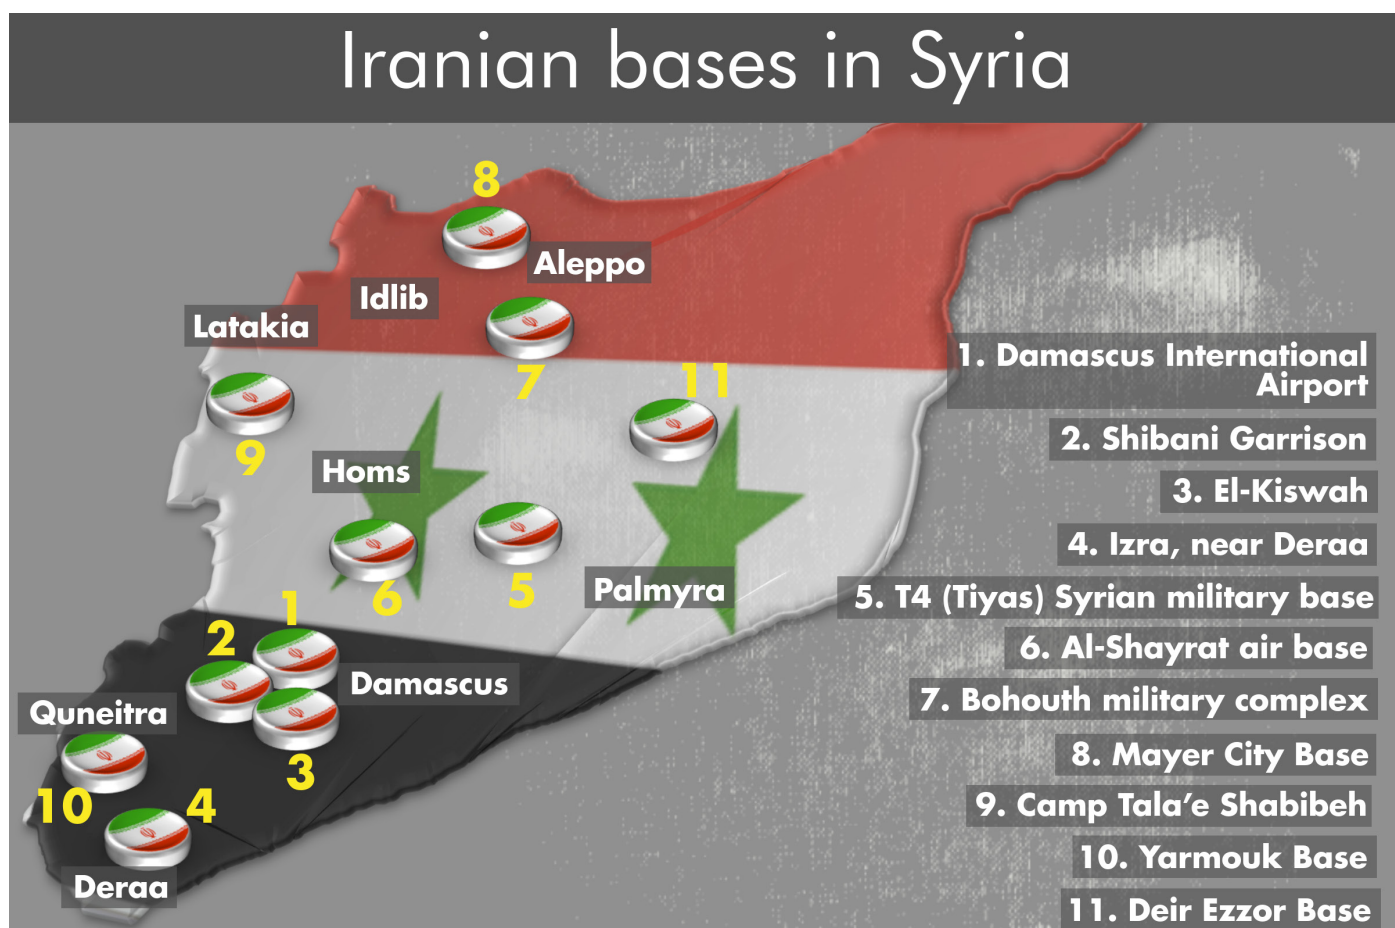 Iranian bases in Syria
8
Aleppo
Idlib
Latakia
7
11
9
Homs
6
5
Palmyra
1
2
Damascus
Quneitra
3
10
4
Deraa
1. Damascus International
Airport
2. Shibani Garrison
3. El-Kiswah
4. Izra, near Deraa
5. T4 (Tiyas) Syrian military base
6. Al-Shayrat air base
7. Bohouth military complex
8. Mayer City Base
9. Camp Tala’e Shabibeh
10. Yarmouk Base
11. Deir Ezzor Base